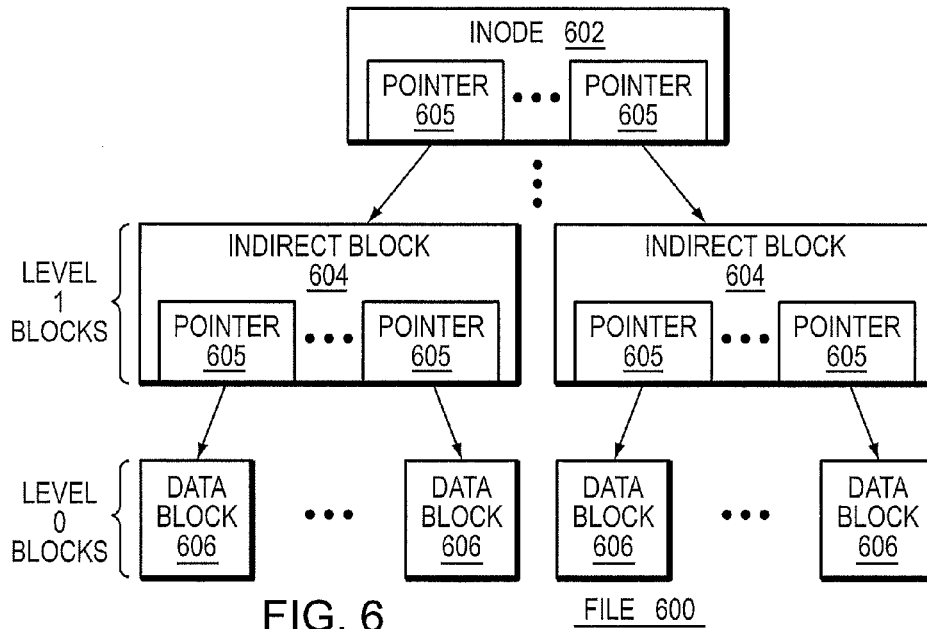 INODE 602
POINTER 605 ••• POINTER 605
LEVEL 1 BLOCKS
INDIRECT BLOCK 604
POINTER 605 ••• POINTER 605
INDIRECT BLOCK 604
POINTER 605 ••• POINTER 605
LEVEL 0 BLOCKS
DATA BLOCK 606 ••• DATA BLOCK 606
DATA BLOCK 606 ••• DATA BLOCK 606
FIG. 6
FILE 600